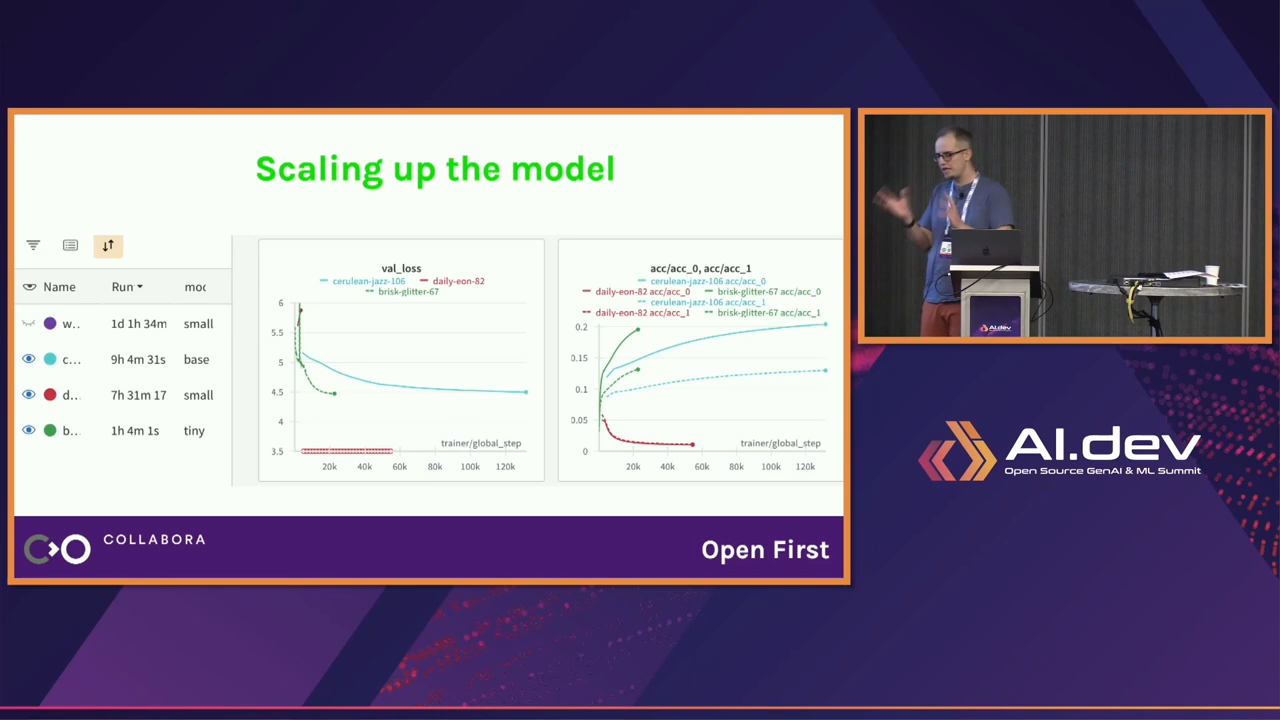 Scaling up the model
Name Run moc
w.. 1d 1h 34m small
c... 9h 4m 31s base
d.. 7h 31m 17 small
b... 1h 4m 1s tiny
val_loss
cerulean-jazz-106 daily-eon-82
brisk-glitter-67
6
5.5
5
4.5
4
3.5
trainer/global_step
20k 40k 60k 80k 100k 120k
acc/acc_0, acc/acc_1
cerulean-jazz-106 acc/acc_0
daily-eon-82 acc/acc_0 brisk-glitter-67 acc/acc_0
cerulean-jazz-106 acc/acc_1
daily-eon-82 acc/acc_1 brisk-glitter-67 acc/acc_1
0.2
0.15
0.1
0.05
0
trainer/global_step
20k 40k 60k 80k 100k 120k
COLLABORA
Open First
AI.dev
AI.dev
Open Source GenAI & ML Summit